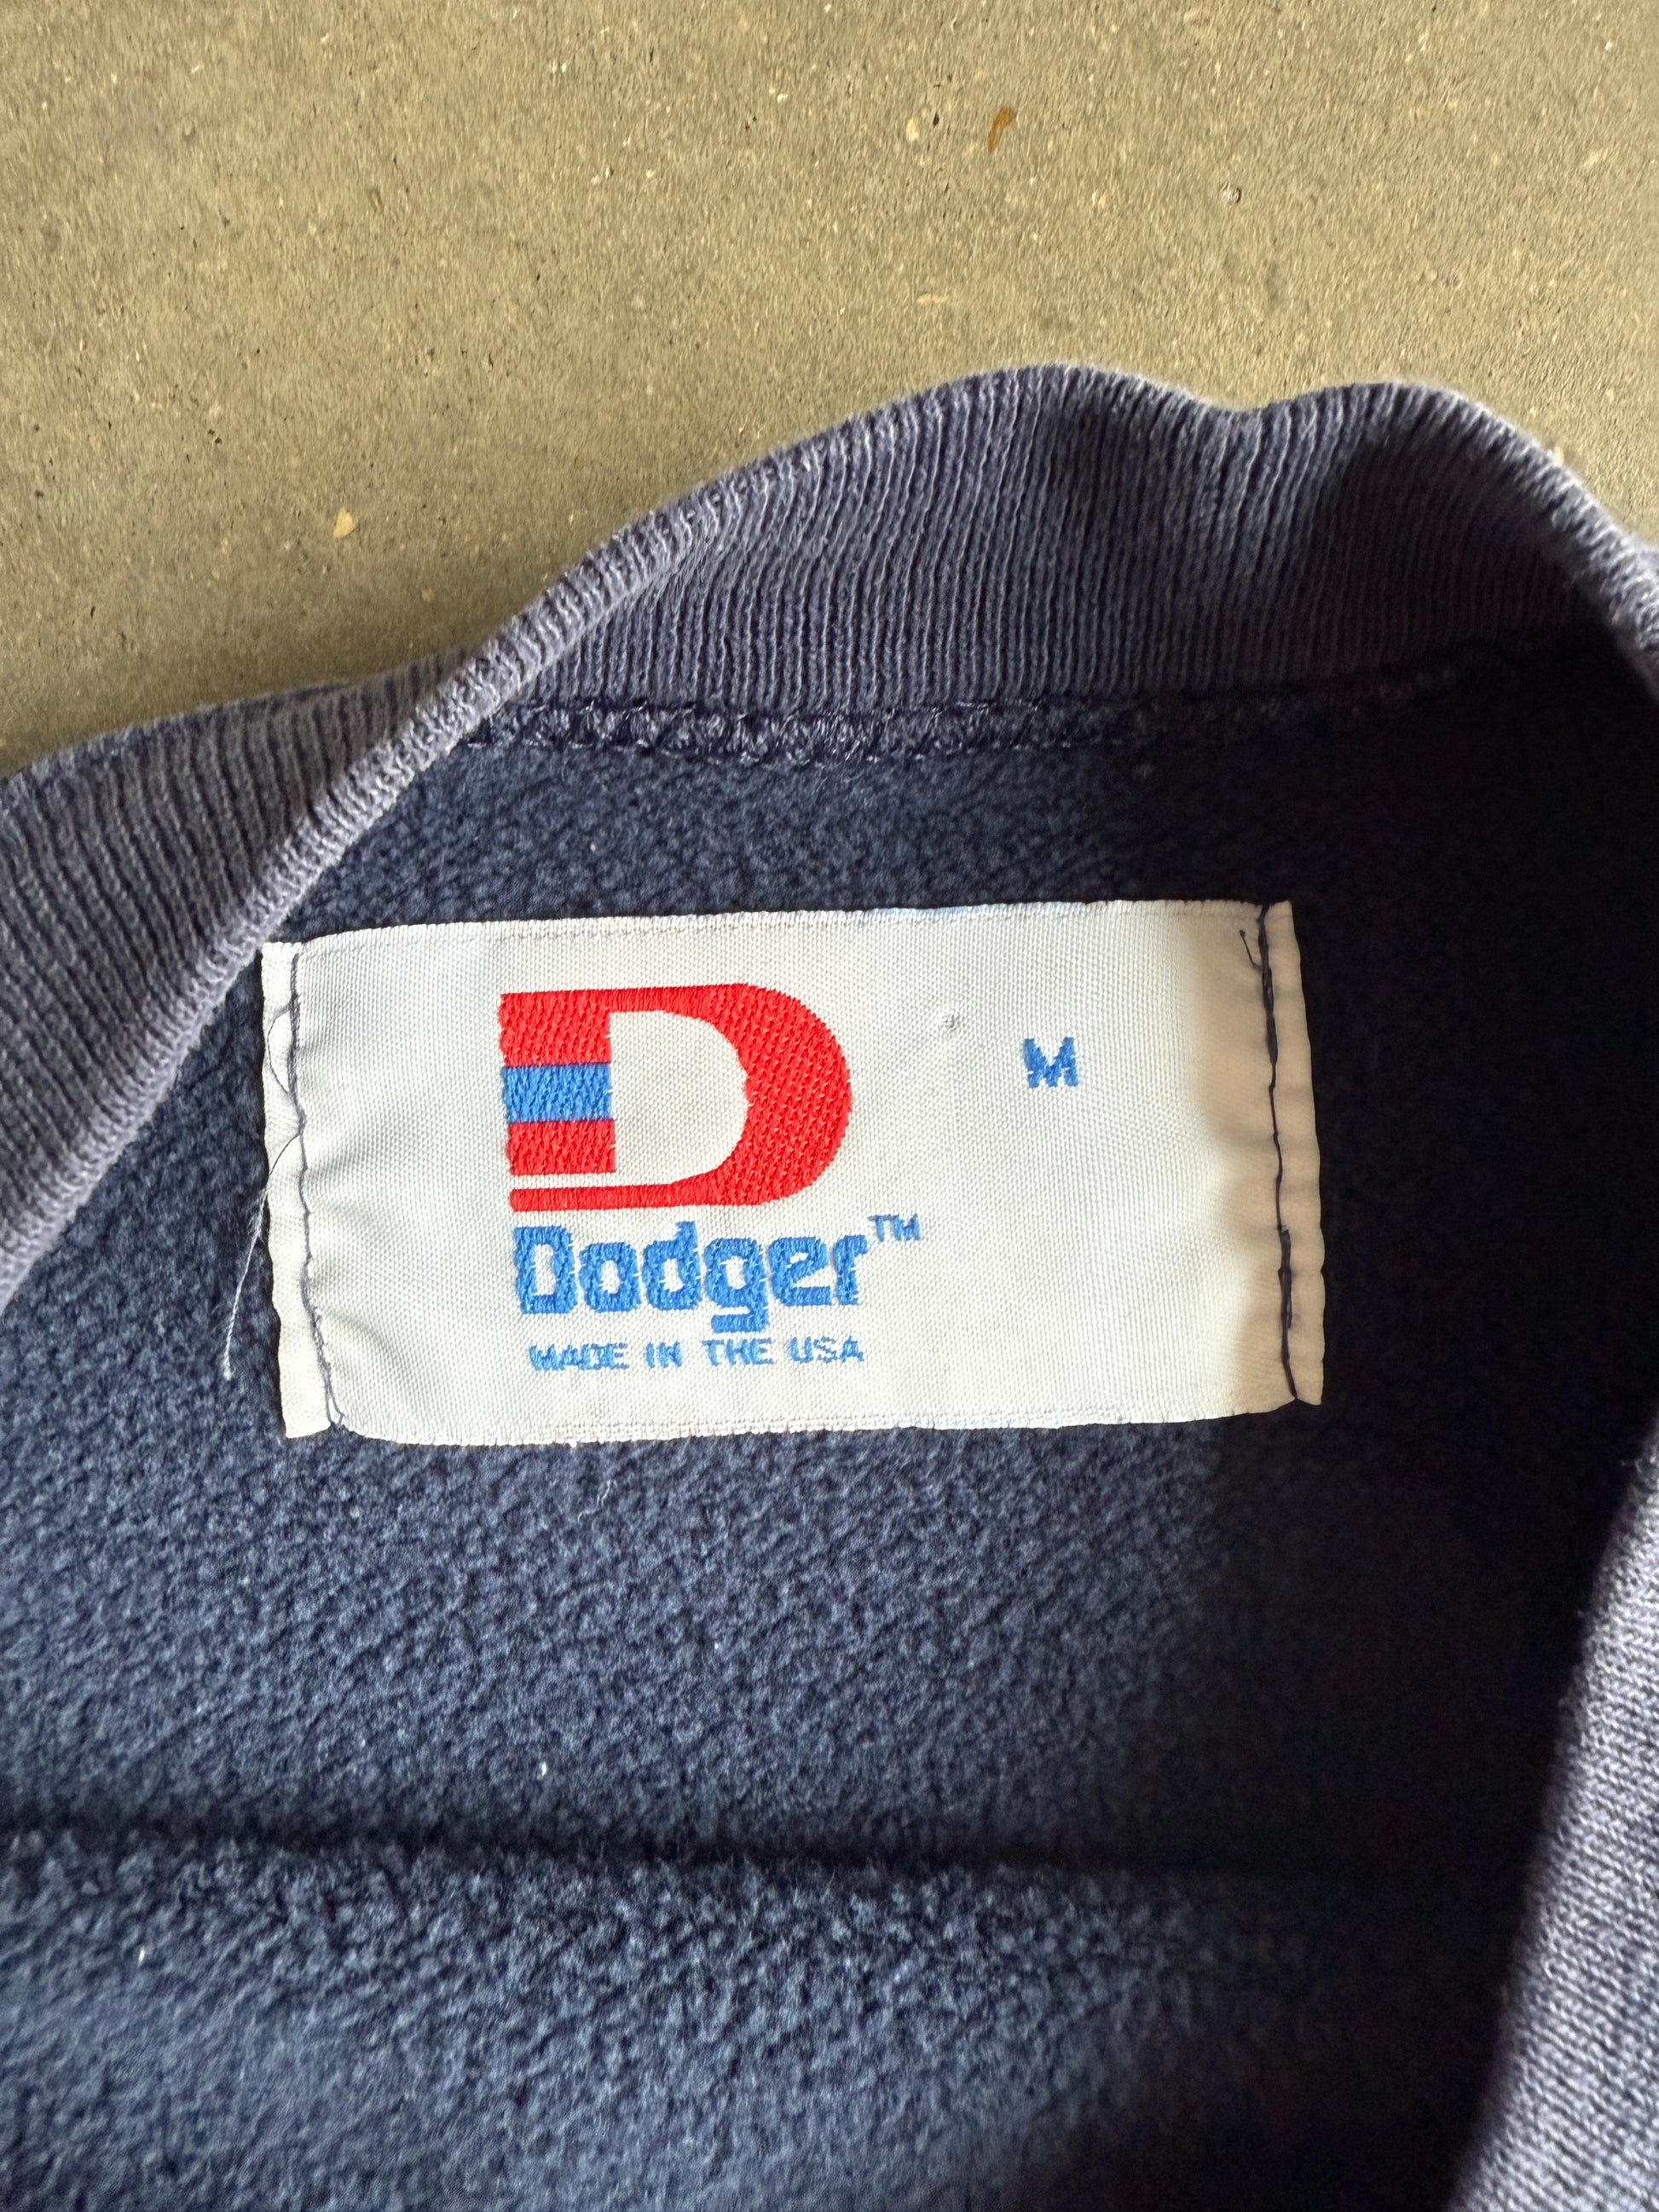 D
M
Dodger™
MADE IN THE USA